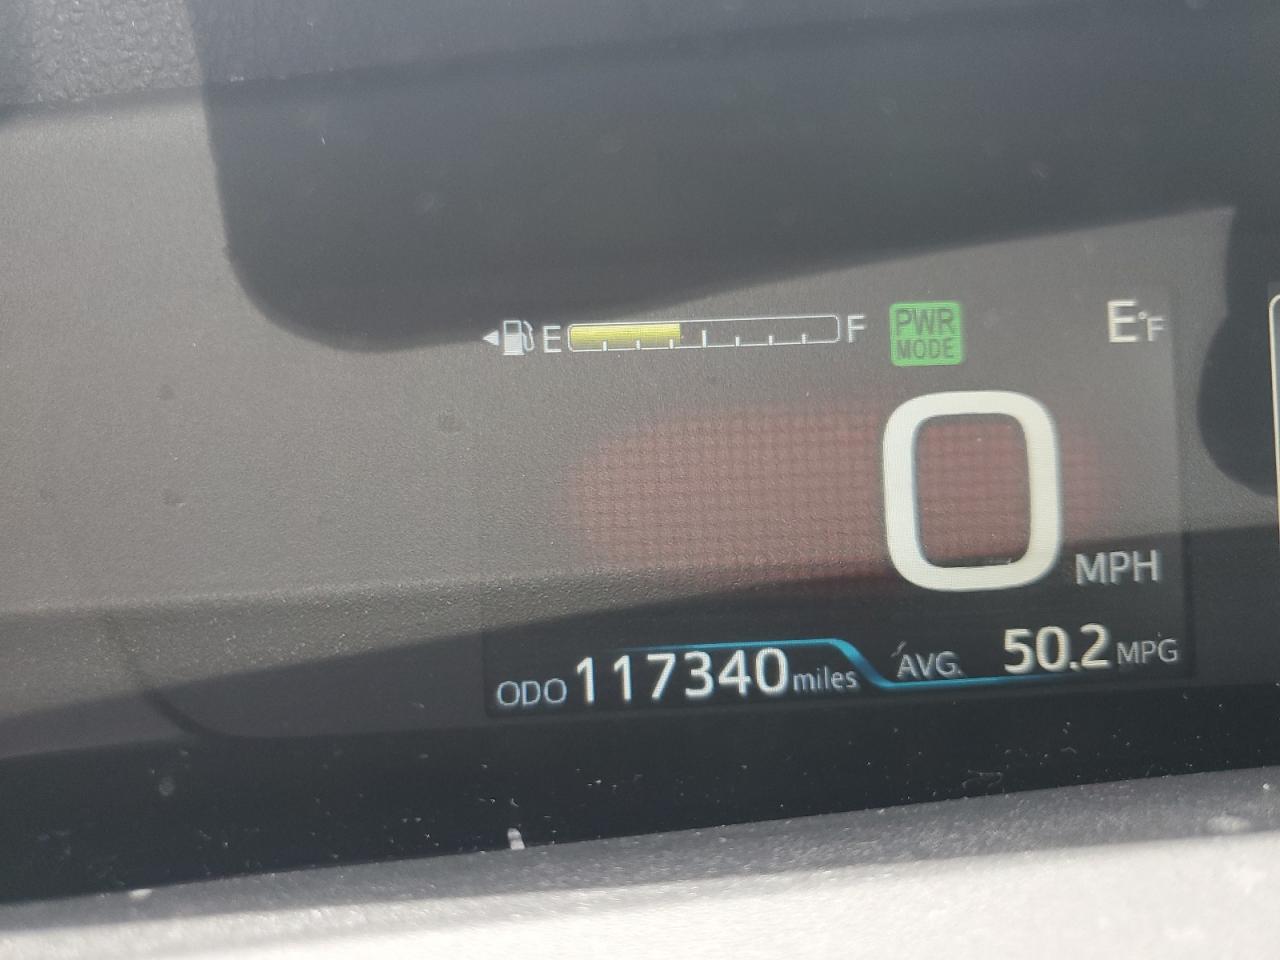 E F PWR MODE E°F
0 MPH
ODO 117340 miles AVG. 50.2 MPG